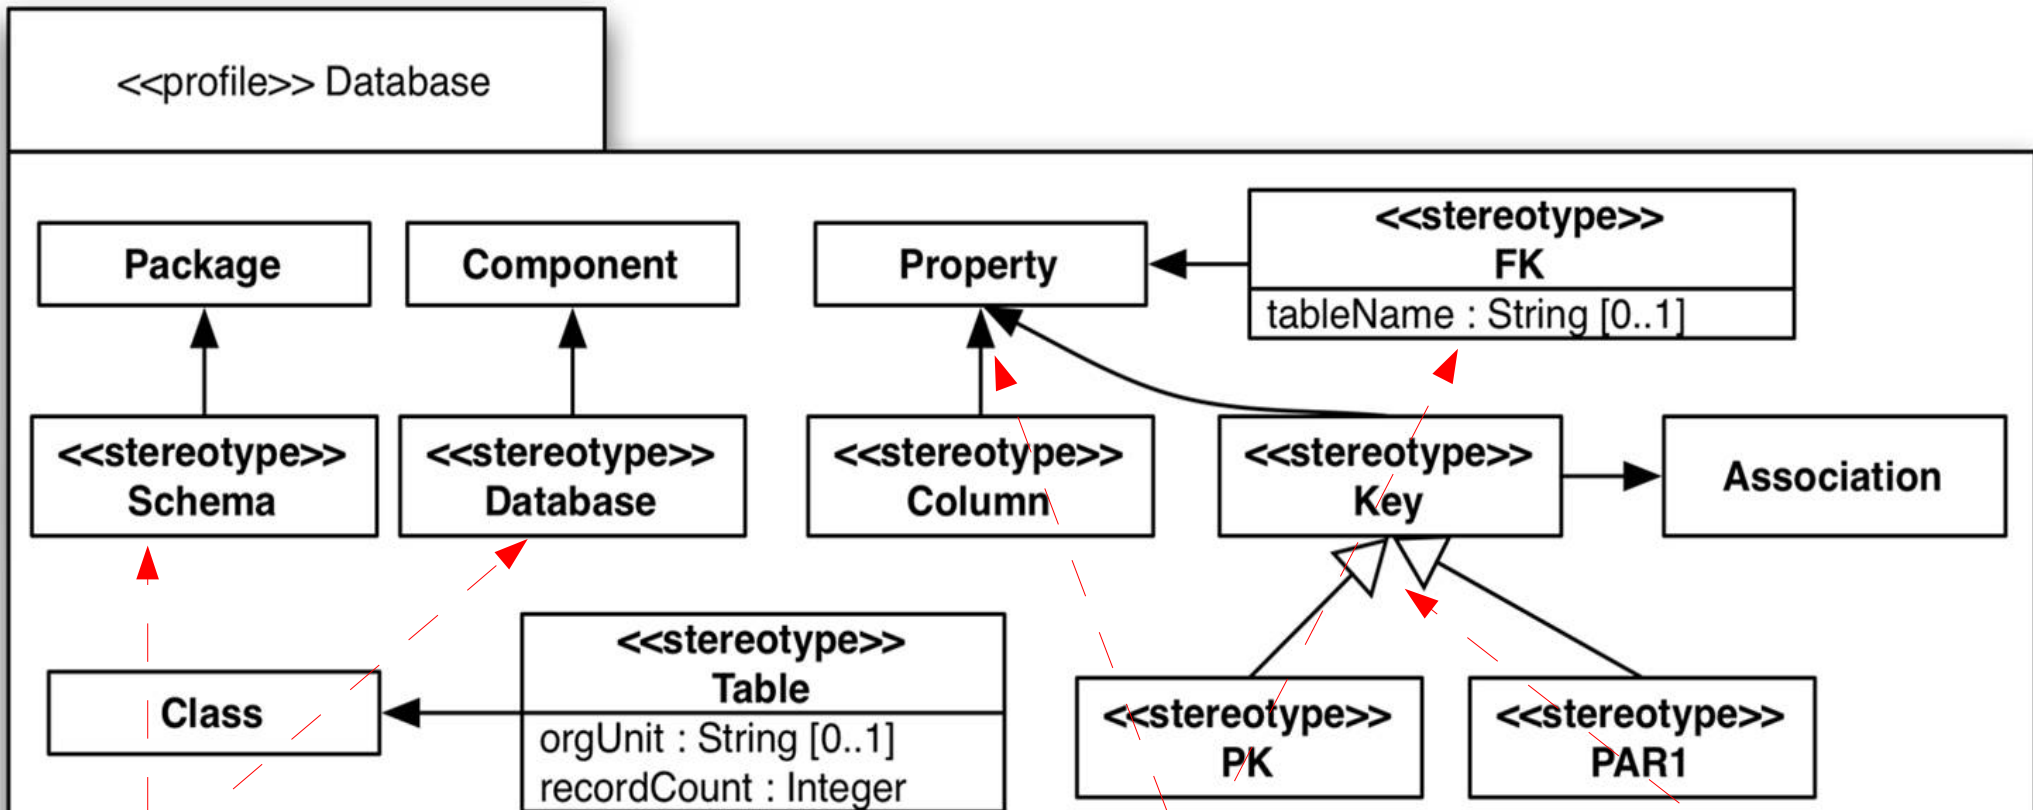 <<profile>> Database
Package
Component
Property
<<stereotype>>
FK
tableName : String [0..1]
<<stereotype>>
Schema
<<stereotype>>
Database
<<stereotype>>
Column
<<stereotype>>
Key
Association
Class
<<stereotype>>
Table
orgUnit : String [0..1]
recordCount : Integer
<<stereotype>>
PK
<<stereotype>>
PAR1